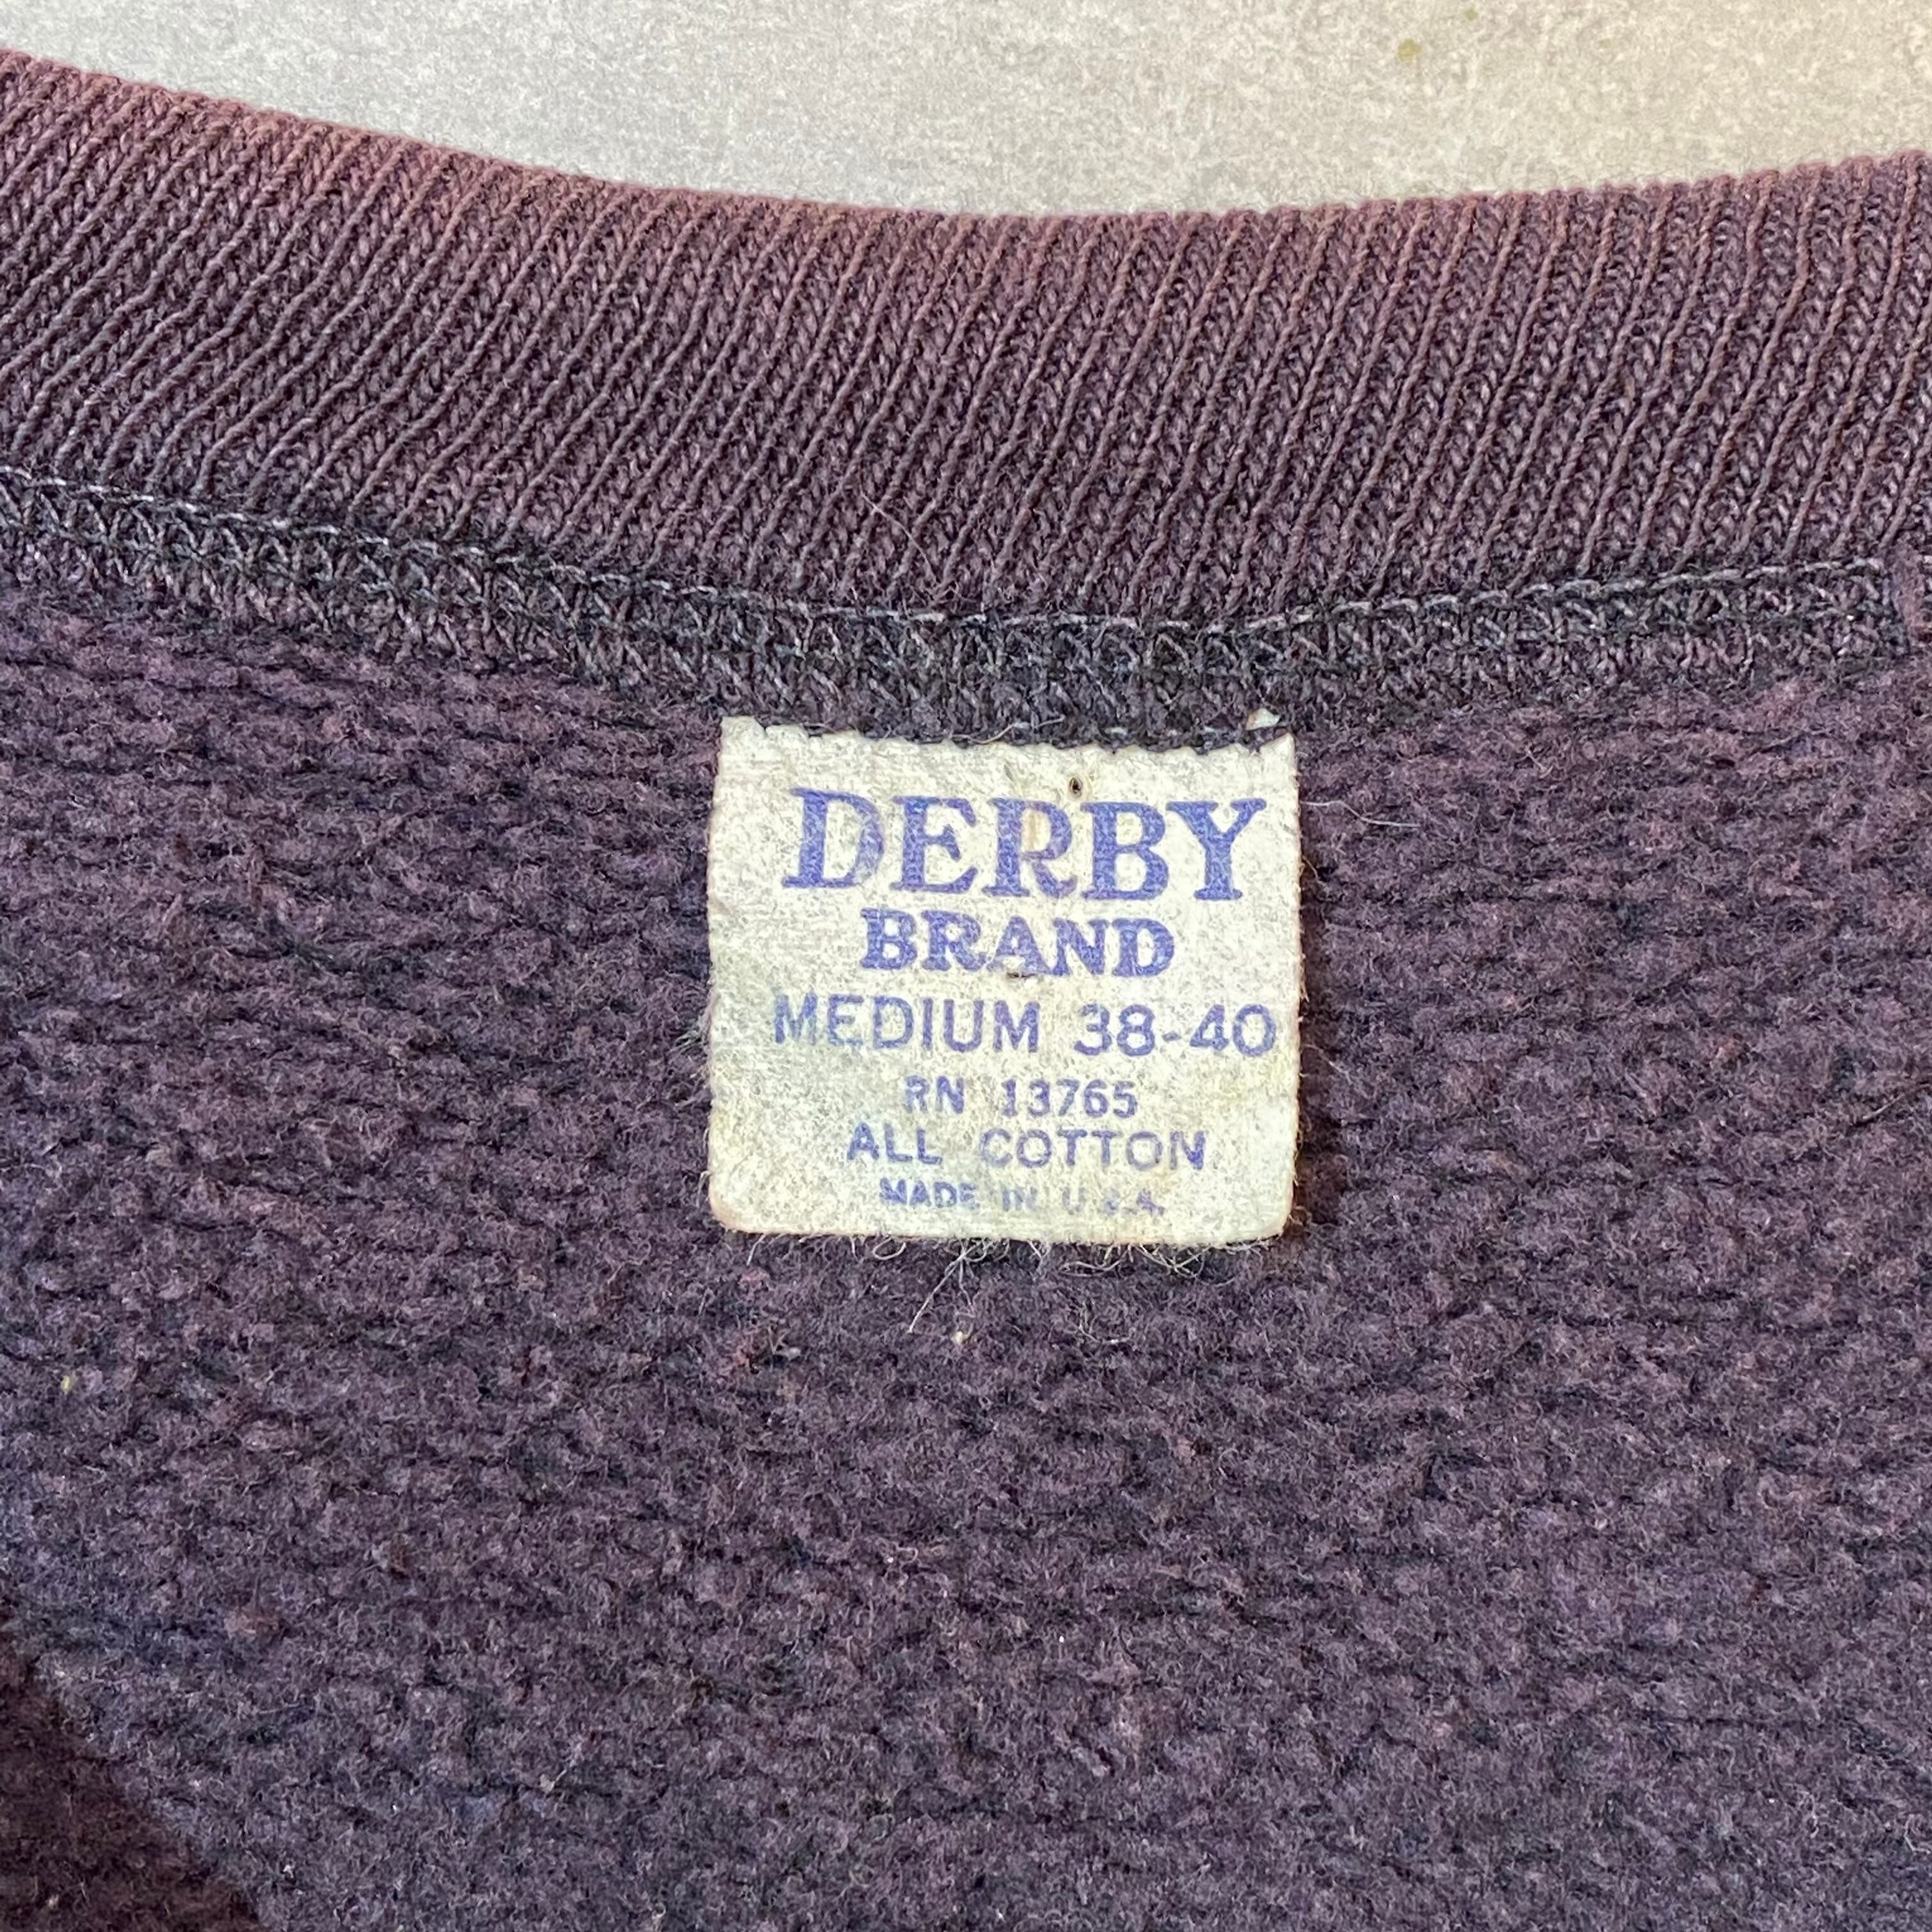 DERBY
BRAND
MEDIUM 38-40
RN 13765
ALL COTTON
MADE IN U.S.A.